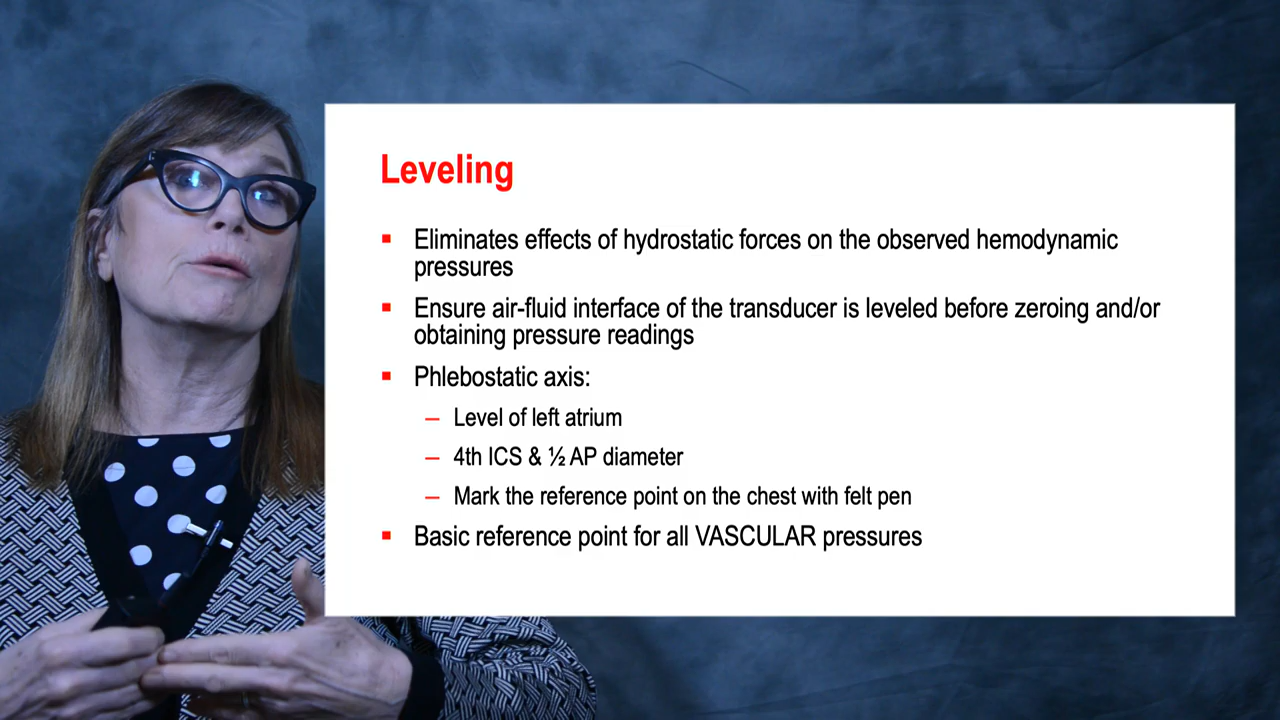 Leveling
▪ Eliminates effects of hydrostatic forces on the observed hemodynamic
pressures
▪ Ensure air-fluid interface of the transducer is leveled before zeroing and/or
obtaining pressure readings
▪ Phlebostatic axis:
– Level of left atrium
– 4th ICS & ½ AP diameter
– Mark the reference point on the chest with felt pen
▪ Basic reference point for all VASCULAR pressures